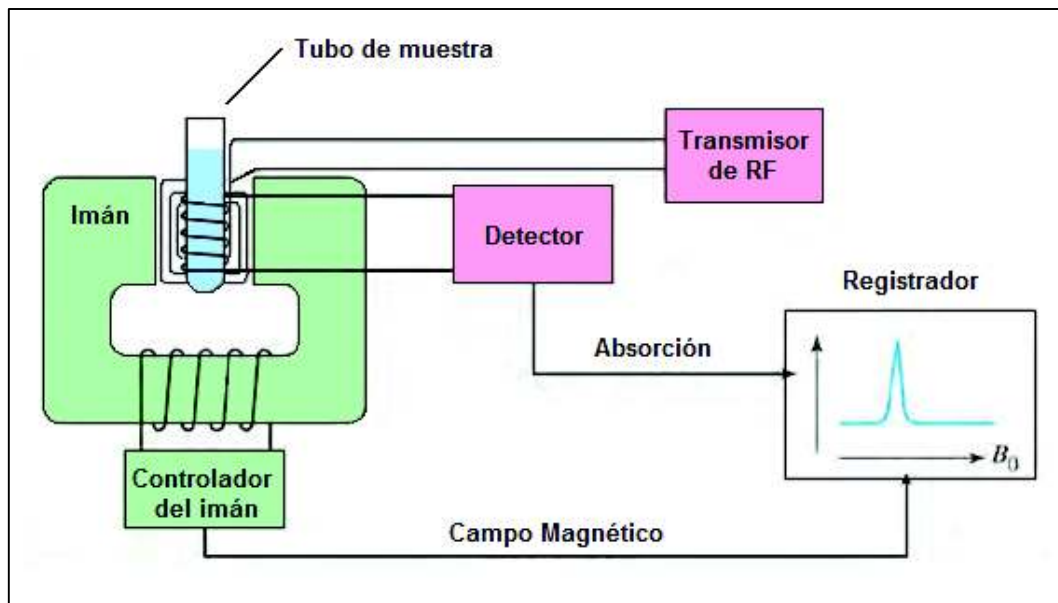 Tubo de muestra
Transmisor
de RF
Imán
Detector
Registrador
Absorción
B₀
Controlador
del imán
Campo Magnético